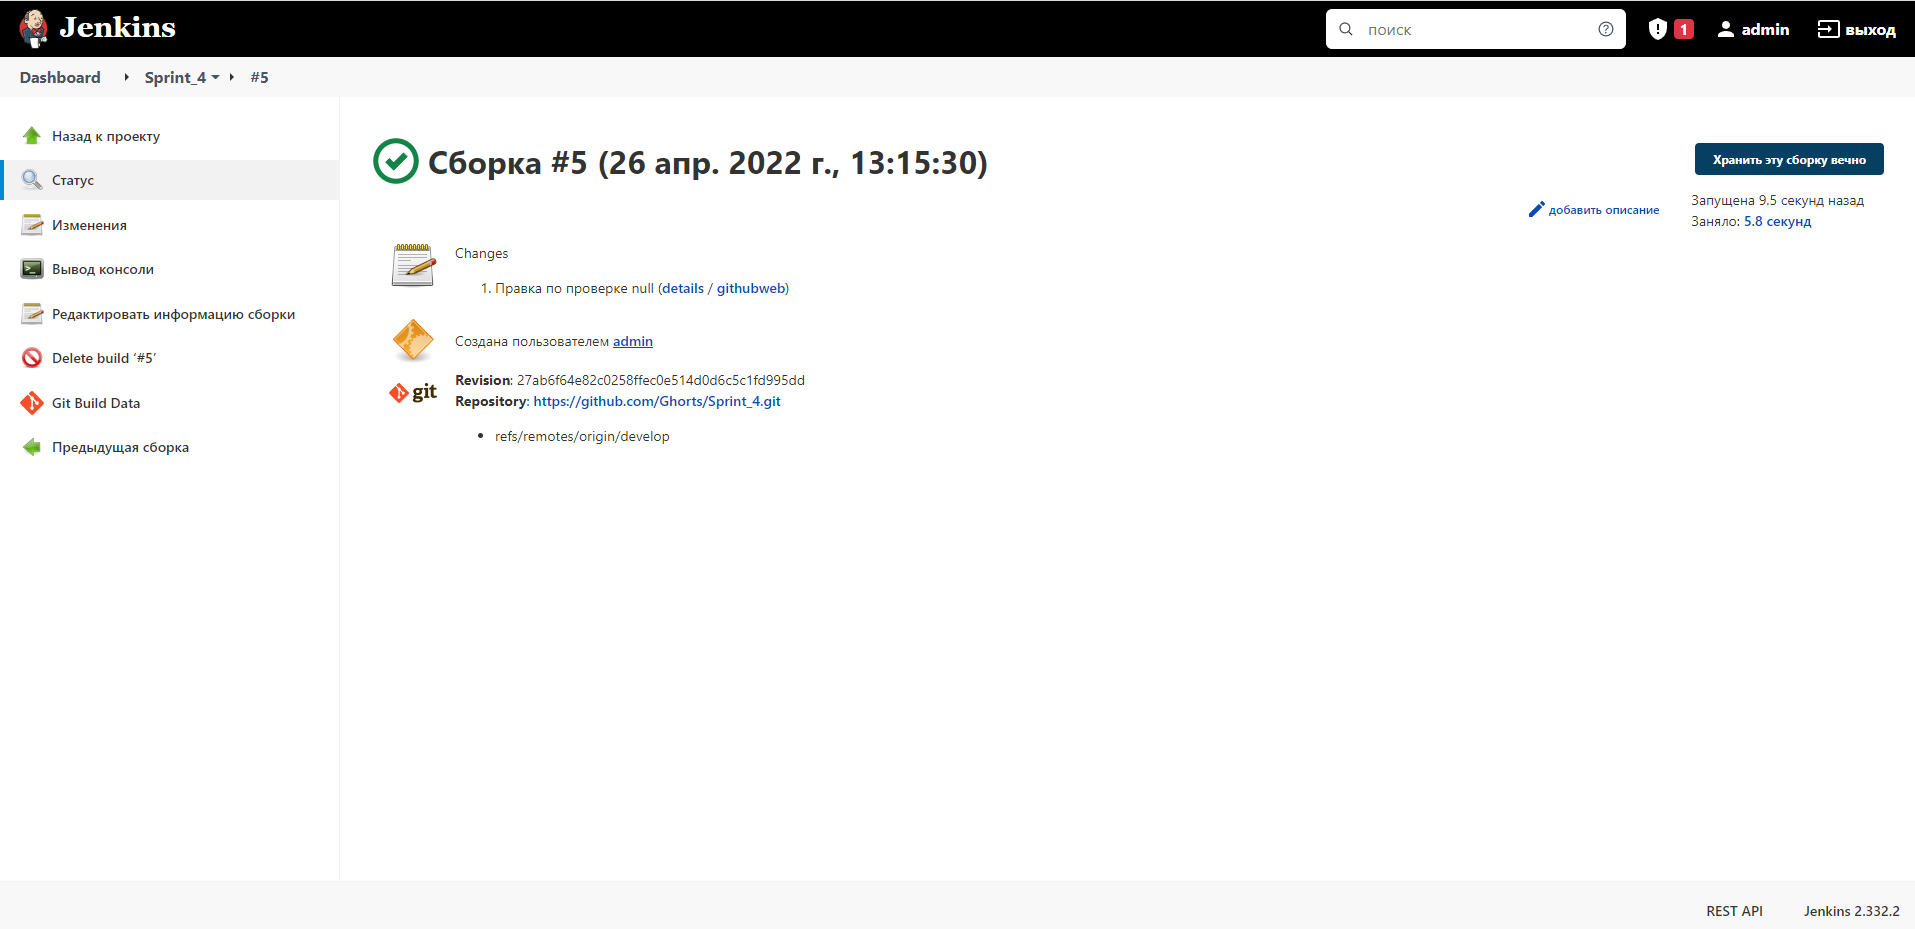 Jenkins
поиск
1
admin
выход
Dashboard
Sprint_4
#5
Назад к проекту
Статус
Изменения
Вывод консоли
Редактировать информацию сборки
Delete build ‘#5’
Git Build Data
Предыдущая сборка
Сборка #5 (26 апр. 2022 г., 13:15:30)
Хранить эту сборку вечно
добавить описание
Запущена 9.5 секунд назад
Заняло: 5.8 секунд
Changes
1. Правка по проверке null (details / githubweb)
Создана пользователем admin
git
Revision: 27ab6f64e82c0258ffec0e514d0d6c5c1fd995dd
Repository: https://github.com/Ghorts/Sprint_4.git
• refs/remotes/origin/develop
REST API
Jenkins 2.332.2